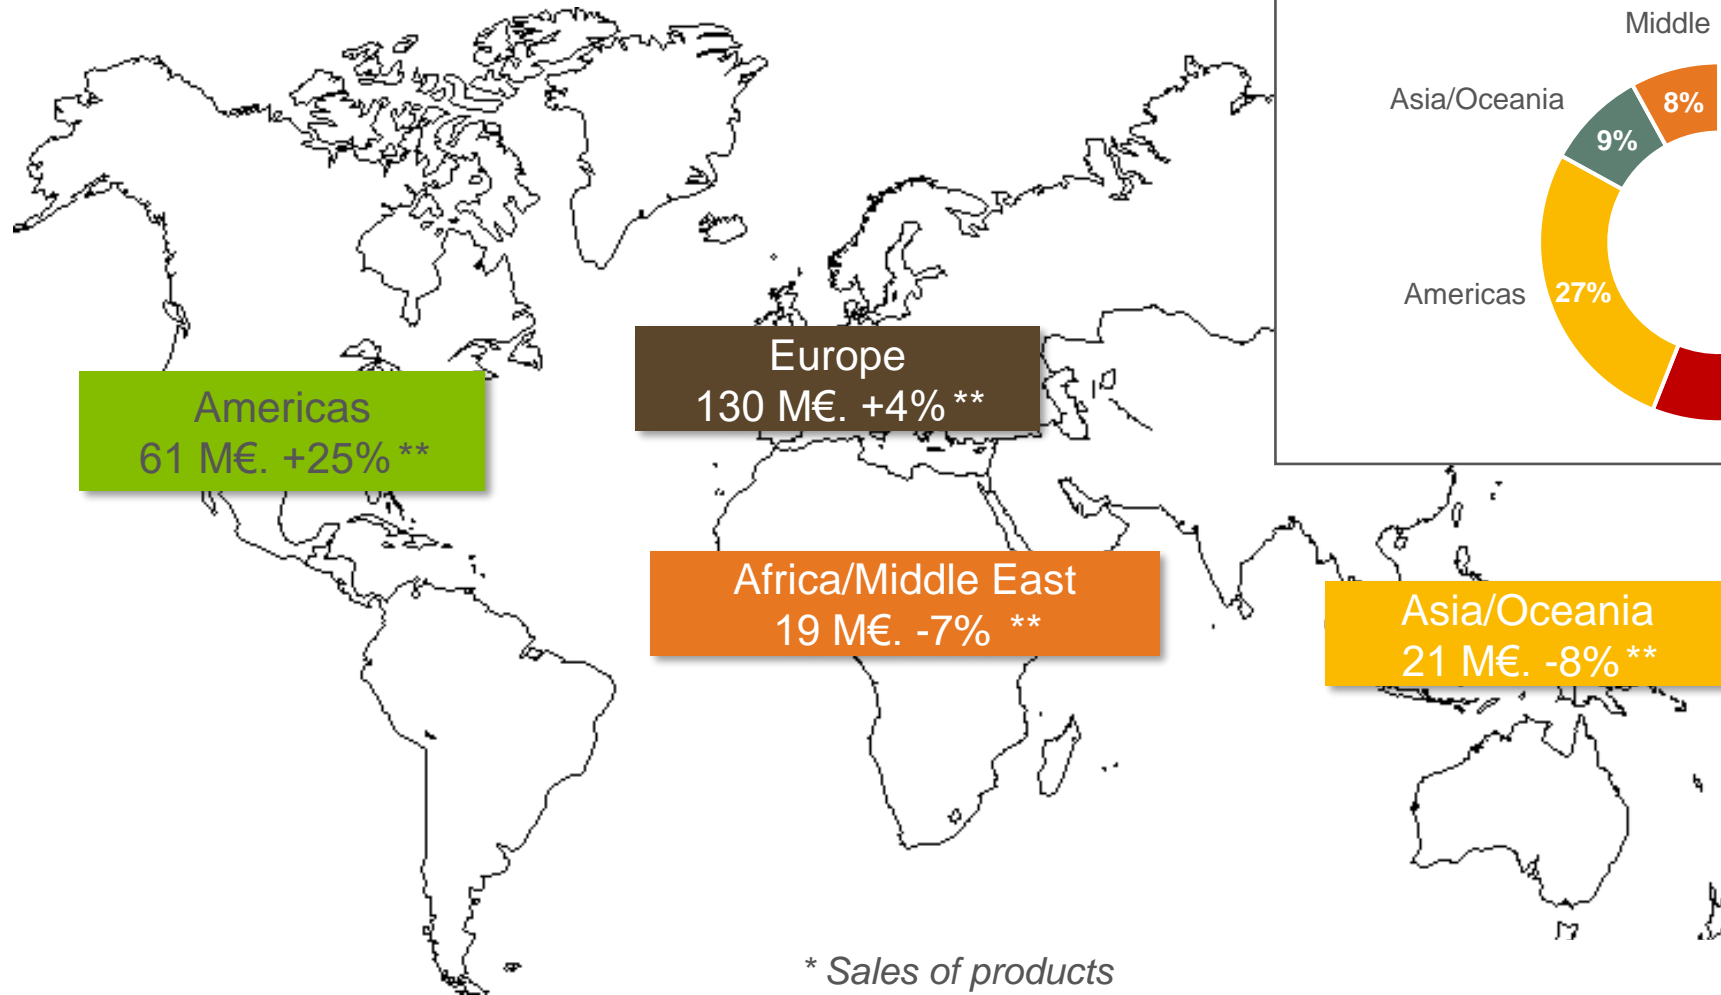 Middle
Asia/Oceania
8%
9%
Americas
27%
Europe
130 M€. +4% **
Americas
61 M€. +25% **
Africa/Middle East
19 M€. -7% **
Asia/Oceania
21 M€. -8% **
* Sales of products